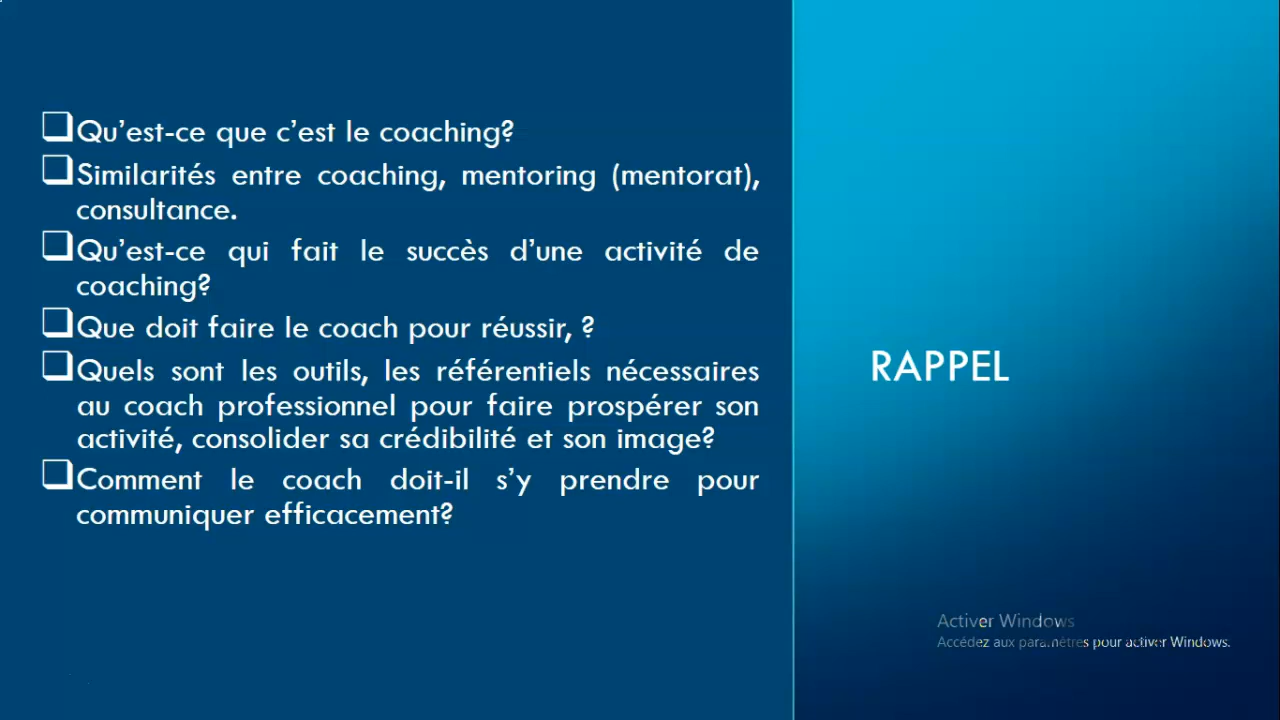 ❑Qu’est-ce que c’est le coaching?
❑Similarités entre coaching, mentoring (mentorat),
consultance.
❑Qu’est-ce qui fait le succès d’une activité de
coaching?
❑Que doit faire le coach pour réussir, ?
❑Quels sont les outils, les référentiels nécessaires
au coach professionnel pour faire prospérer son
activité, consolider sa crédibilité et son image?
❑Comment le coach doit-il s’y prendre pour
communiquer efficacement?
RAPPEL
Activer Windows
Accédez aux paramètres pour activer Windows.